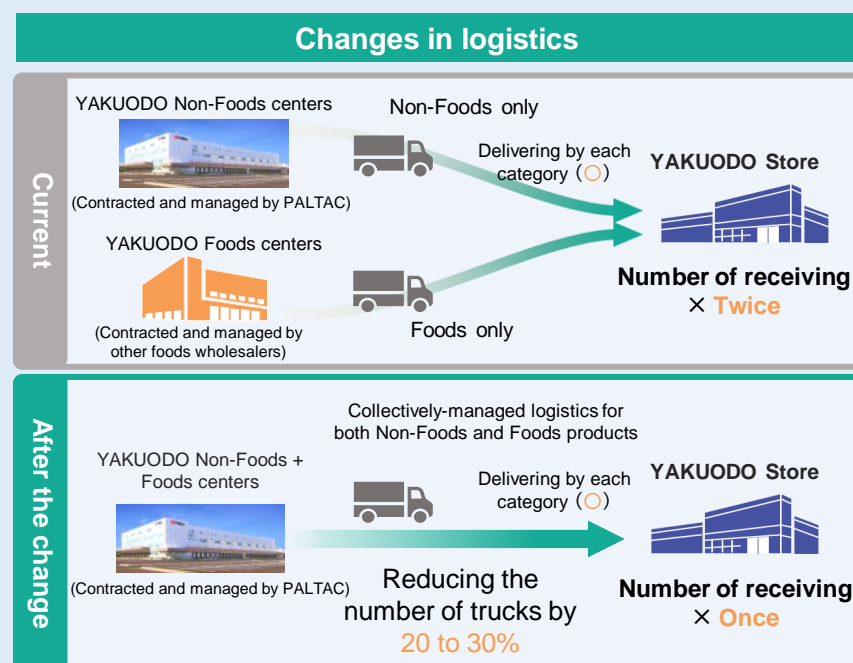 Changes in logistics
Current
YAKUODO Non-Foods centers
(Contracted and managed by PALTAC)
Non-Foods only
Delivering by each
category (○)
YAKUODO Foods centers
(Contracted and managed by
other foods wholesalers)
Foods only
YAKUODO Store
Number of receiving
× Twice
After the change
YAKUODO Non-Foods +
Foods centers
(Contracted and managed by PALTAC)
Collectively-managed logistics for
both Non-Foods and Foods products
Delivering by each
category (○)
Reducing the
number of trucks by
20 to 30%
YAKUODO Store
Number of receiving
× Once